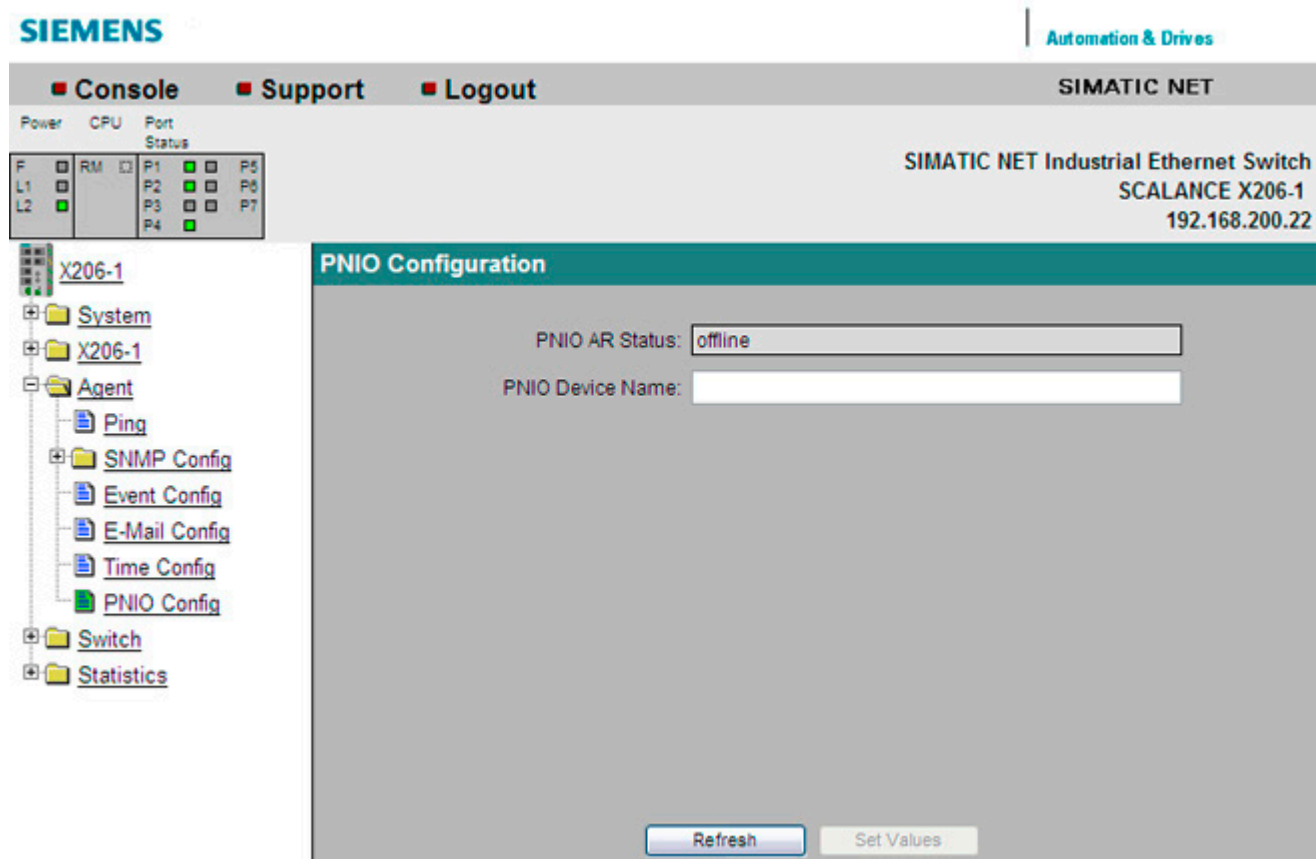 SIEMENS
Automation & Drives
Console Support Logout SIMATIC NET
Power CPU Port Status
F RM P1 P5
L1 P2 P6
L2 P3 P7
P4
SIMATIC NET Industrial Ethernet Switch
SCALANCE X206-1
192.168.200.22
X206-1
System
X206-1
Agent
Ping
SNMP Config
Event Config
E-Mail Config
Time Config
PNIO Config
Switch
Statistics
PNIO Configuration
PNIO AR Status: offline
PNIO Device Name:
Refresh Set Values